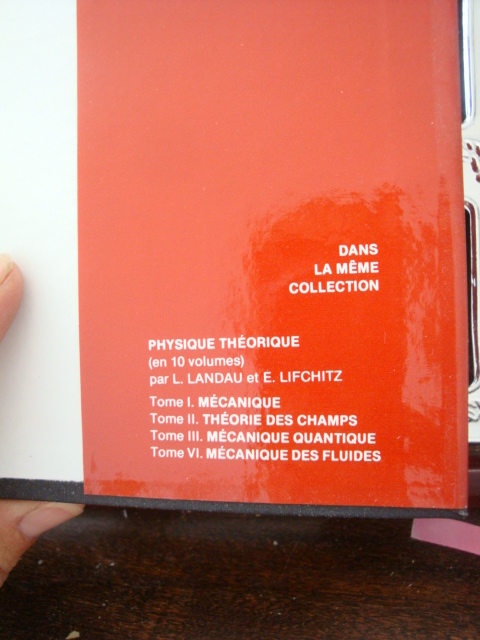 DANS
LA MÊME
COLLECTION
PHYSIQUE THÉORIQUE
(en 10 volumes)
par L. LANDAU et E. LIFCHITZ
Tome I. MÉCANIQUE
Tome II. THÉORIE DES CHAMPS
Tome III. MÉCANIQUE QUANTIQUE
Tome VI. MÉCANIQUE DES FLUIDES